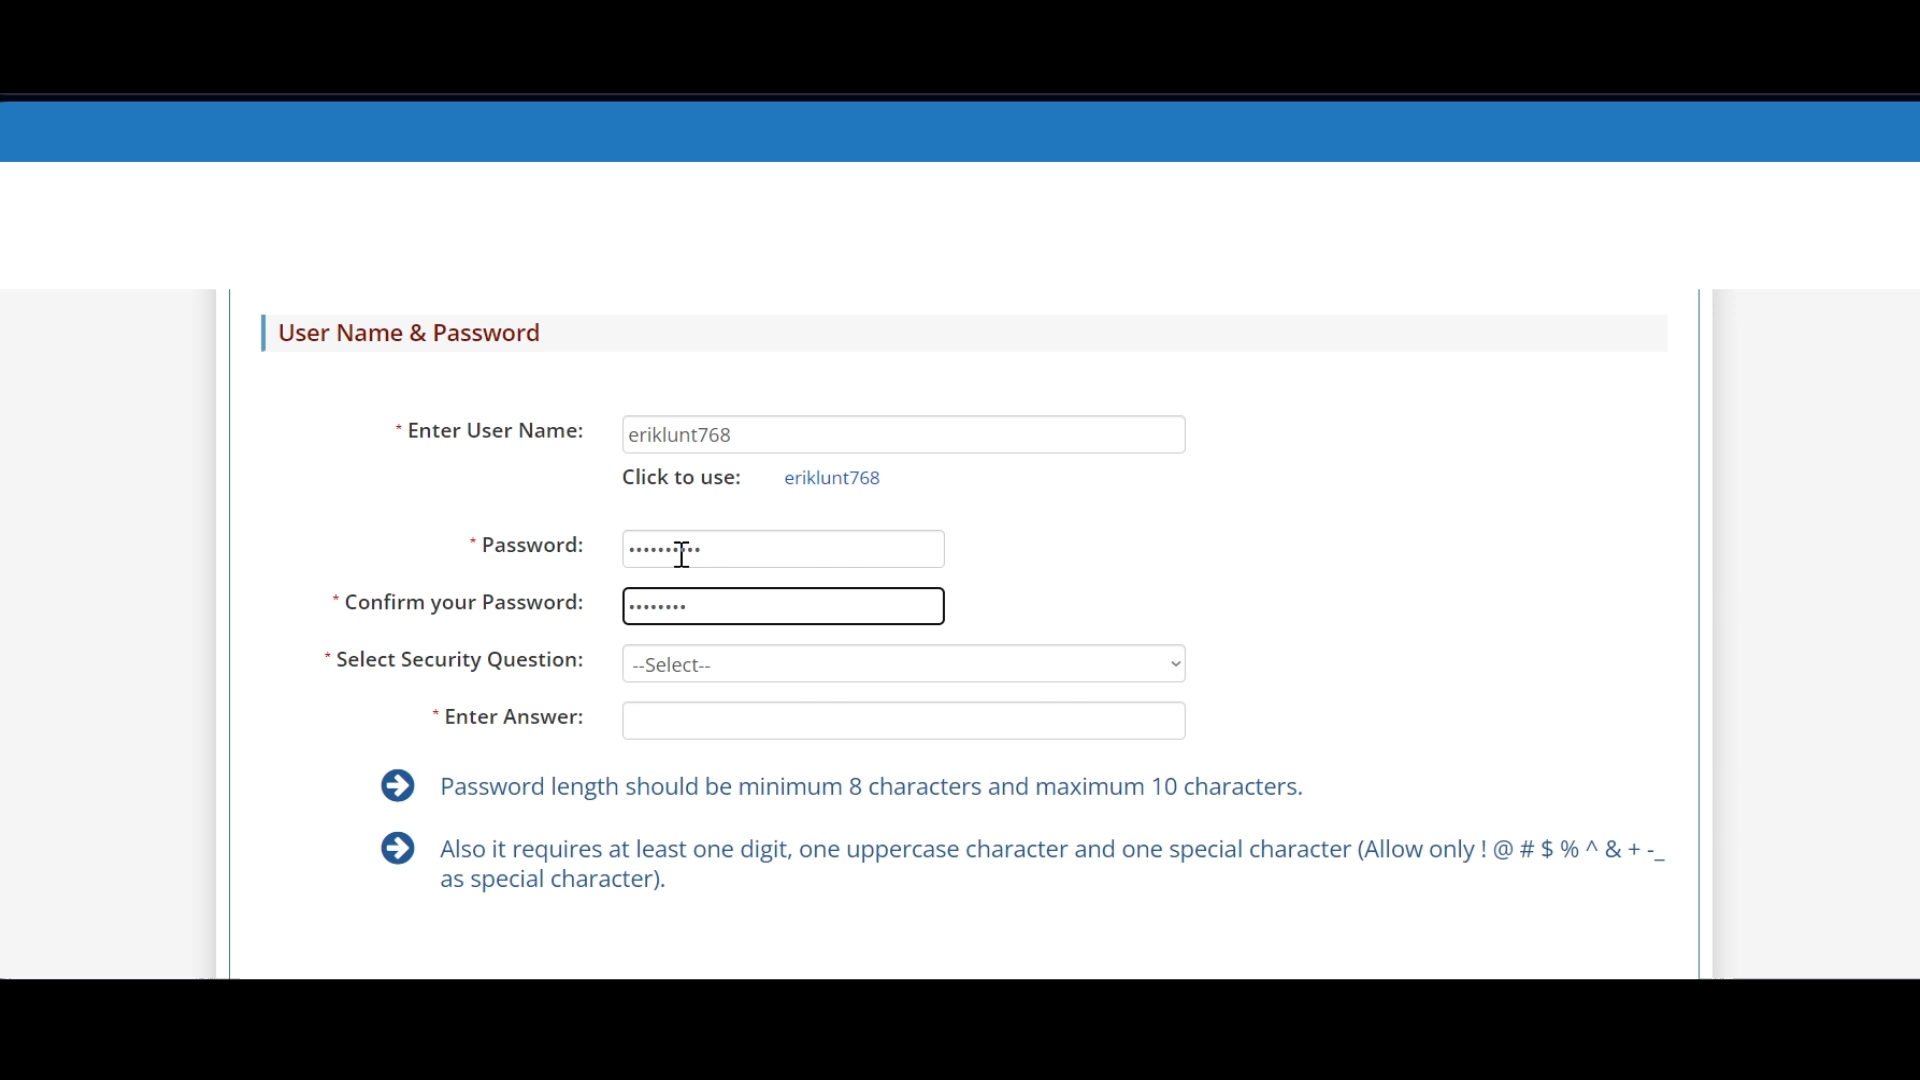 User Name & Password
* Enter User Name:
eriklunt768
Click to use: eriklunt768
* Password:
••••••••••
* Confirm your Password:
••••••••
* Select Security Question:
--Select--
* Enter Answer:
Password length should be minimum 8 characters and maximum 10 characters.
Also it requires at least one digit, one uppercase character and one special character (Allow only ! @ # $ % ^ & + -_
as special character).